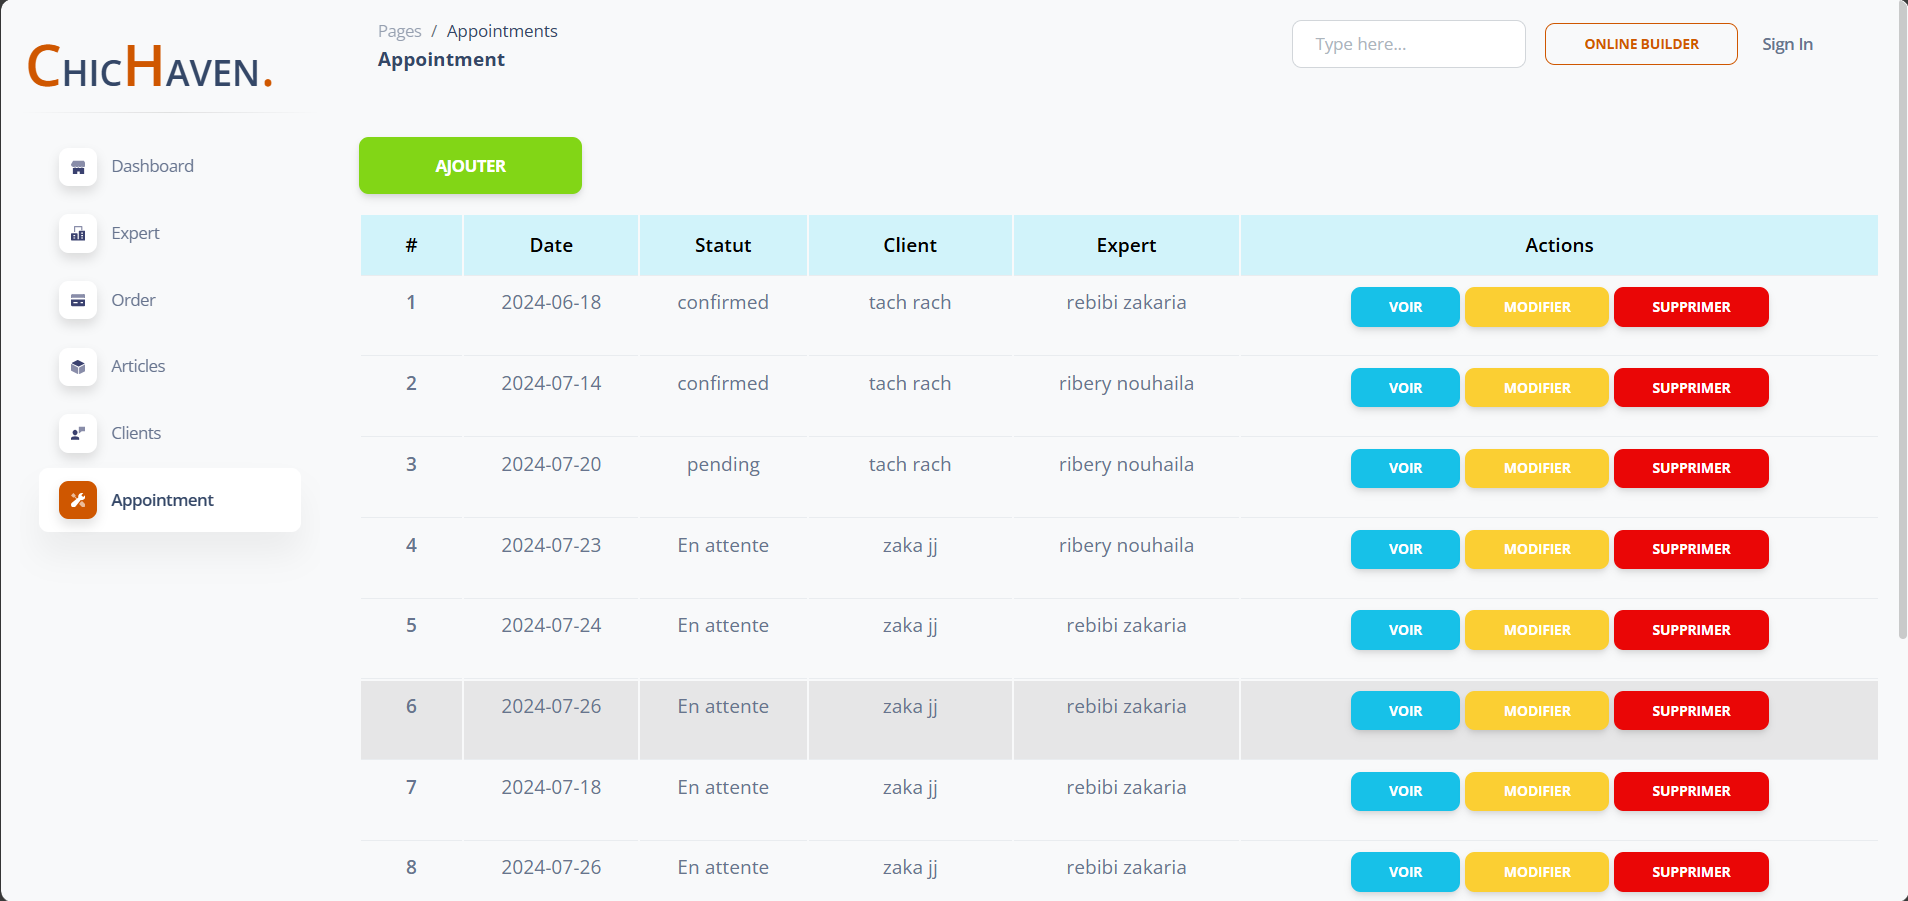 CHICHAVEN.
Dashboard
Expert
Order
Articles
Clients
Appointment
Pages / Appointments
Appointment
Type here...
ONLINE BUILDER
Sign In
AJOUTER
# Date Statut Client Expert Actions
1 2024-06-18 confirmed tach rach rebibi zakaria VOIR MODIFIER SUPPRIMER
2 2024-07-14 confirmed tach rach ribery nouhaila VOIR MODIFIER SUPPRIMER
3 2024-07-20 pending tach rach ribery nouhaila VOIR MODIFIER SUPPRIMER
4 2024-07-23 En attente zaka jj ribery nouhaila VOIR MODIFIER SUPPRIMER
5 2024-07-24 En attente zaka jj rebibi zakaria VOIR MODIFIER SUPPRIMER
6 2024-07-26 En attente zaka jj rebibi zakaria VOIR MODIFIER SUPPRIMER
7 2024-07-18 En attente zaka jj rebibi zakaria VOIR MODIFIER SUPPRIMER
8 2024-07-26 En attente zaka jj rebibi zakaria VOIR MODIFIER SUPPRIMER